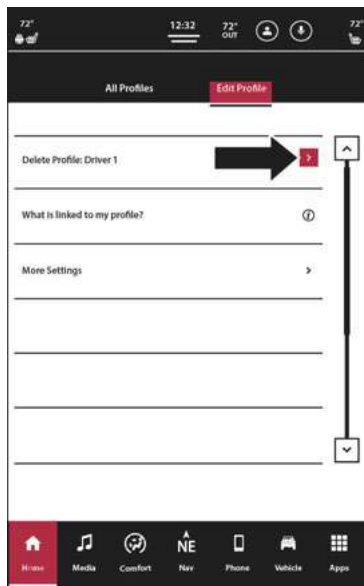 72°
12:32
72°
OUT
72°
All Profiles
Edit Profile
Delete Profile: Driver 1
What is linked to my profile?
More Settings
NE
Home
Media
Comfort
Nav
Phone
Vehicle
Apps